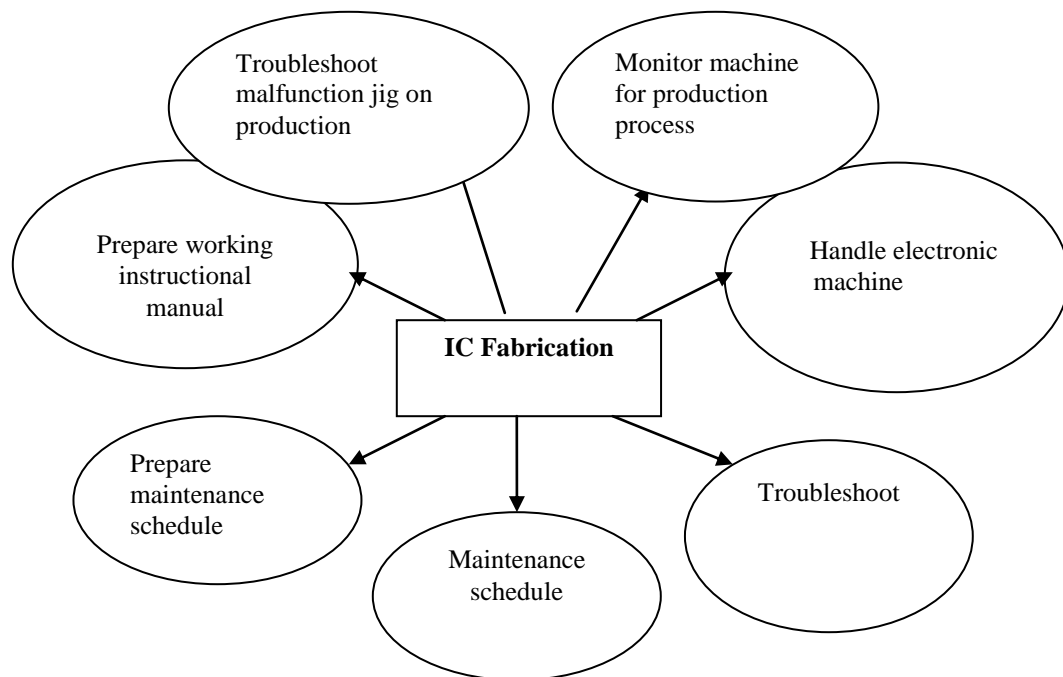 Troubleshoot
malfunction jig on
production
Monitor machine
for production
process
Prepare working
instructional
manual
Handle electronic
machine
IC Fabrication
Prepare
maintenance
schedule
Maintenance
schedule
Troubleshoot